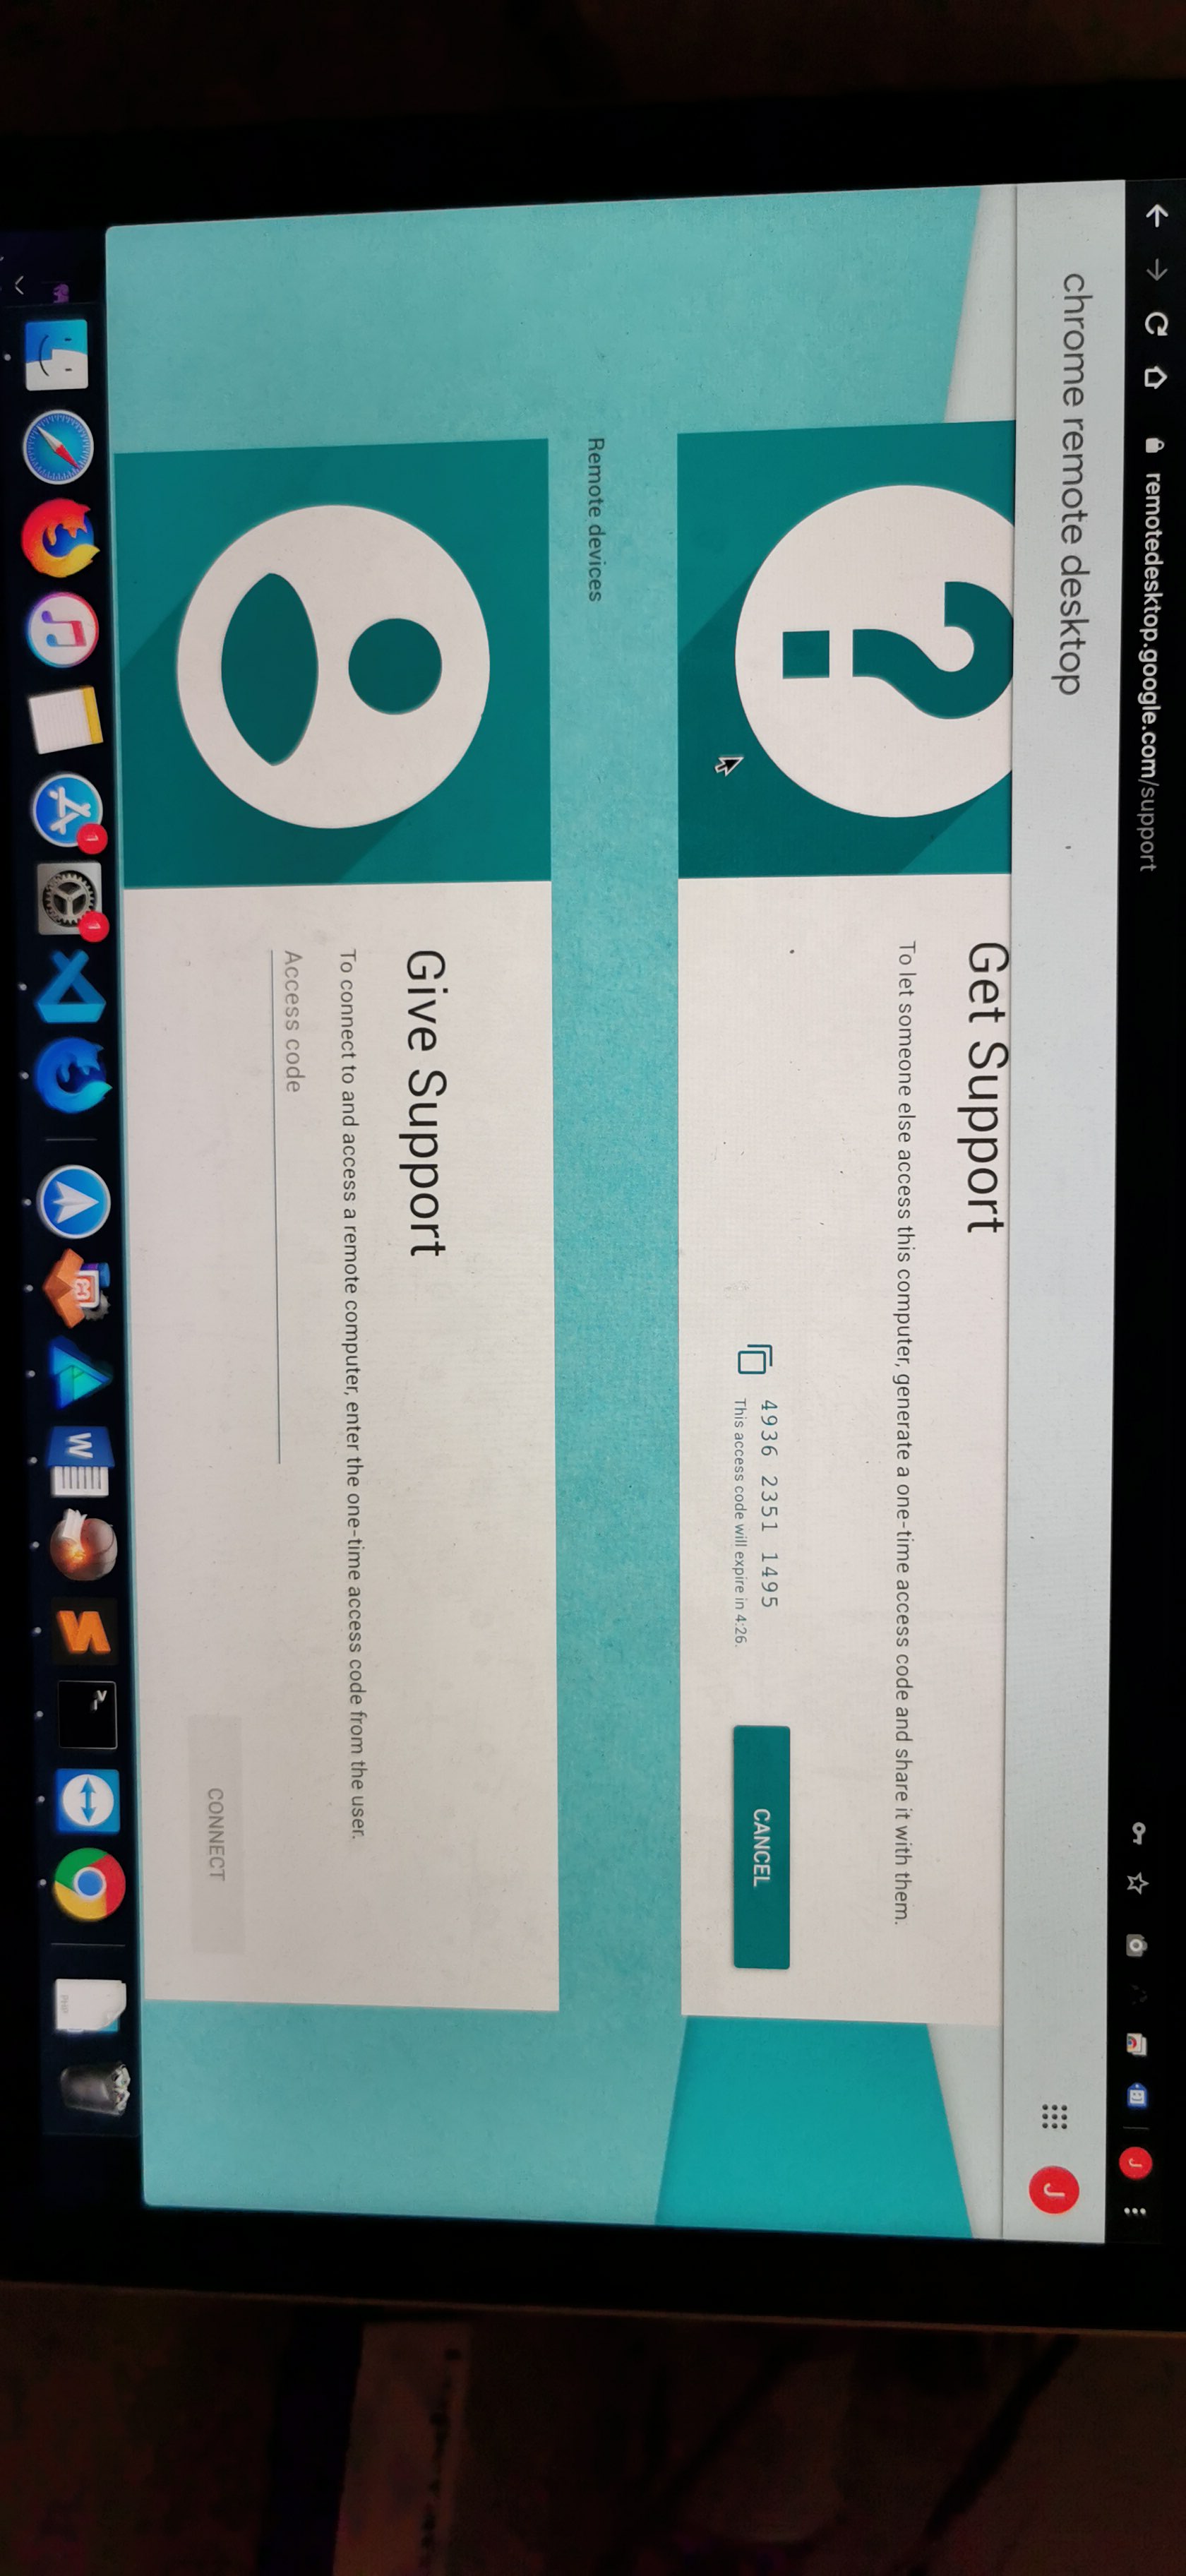 remotedesktop.google.com/support
J
chrome remote desktop
J
Get Support
To let someone else access this computer, generate a one-time access code and share it with them.
4936 2351 1495
This access code will expire in 4:26.
CANCEL
Remote devices
Give Support
To connect to and access a remote computer, enter the one-time access code from the user.
Access code
CONNECT
1
1
W
PHP